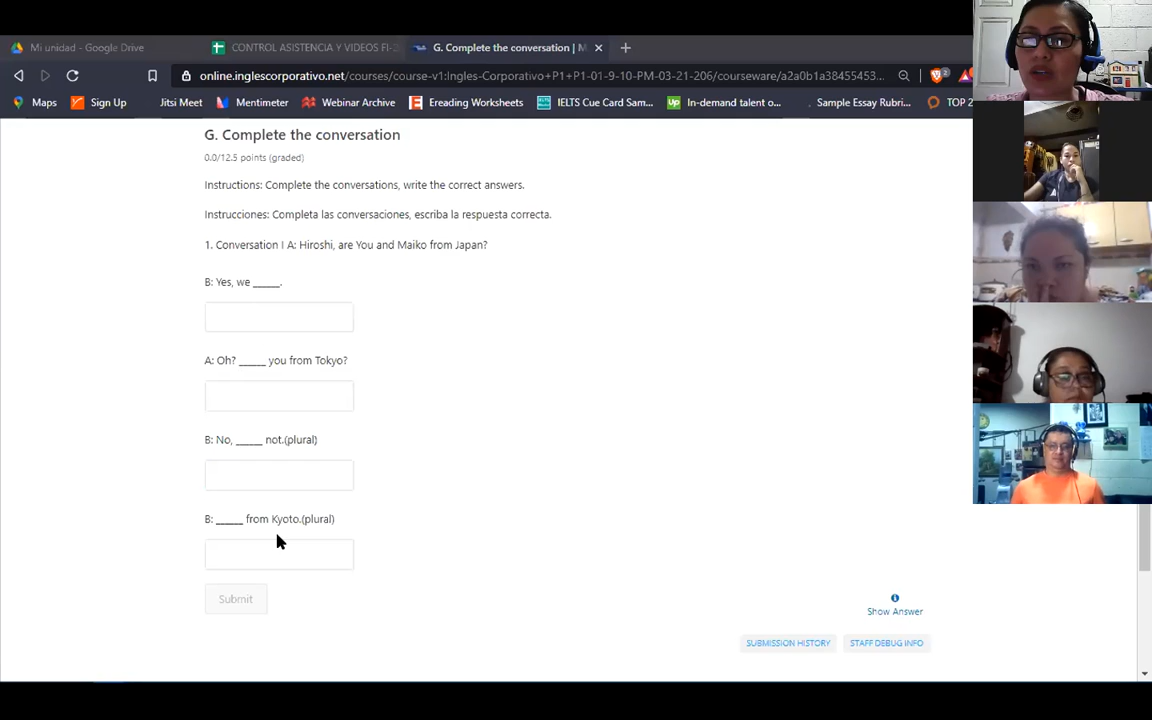 Mi unidad - Google Drive
CONTROL ASISTENCIA Y VIDEOS FI-2
G. Complete the conversation | M
online.inglescorporativo.net/courses/course-v1:Ingles-Corporativo+P1+P1-01-9-10-PM-03-21-206/courseware/a2a0b1a38455453...
2
Maps
Sign Up
Jitsi Meet
Mentimeter
Webinar Archive
Ereading Worksheets
IELTS Cue Card Sam...
Up
In-demand talent o...
Sample Essay Rubri...
TOP 2
G. Complete the conversation
0.0/12.5 points (graded)
Instructions: Complete the conversations, write the correct answers.
Instrucciones: Completa las conversaciones, escriba la respuesta correcta.
1. Conversation I A: Hiroshi, are You and Maiko from Japan?
B: Yes, we _____.
A: Oh? _____ you from Tokyo?
B: No, _____ not.(plural)
B: _____ from Kyoto.(plural)
Submit
Show Answer
SUBMISSION HISTORY
STAFF DEBUG INFO